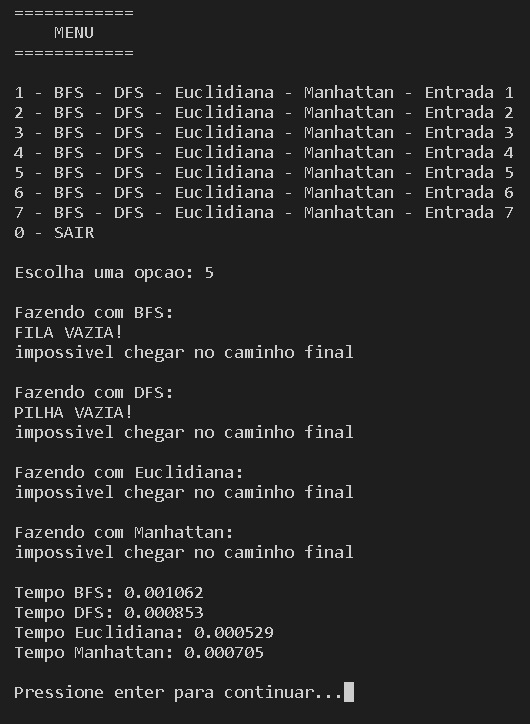 ============
MENU
============
1 - BFS - DFS - Euclidiana - Manhattan - Entrada 1
2 - BFS - DFS - Euclidiana - Manhattan - Entrada 2
3 - BFS - DFS - Euclidiana - Manhattan - Entrada 3
4 - BFS - DFS - Euclidiana - Manhattan - Entrada 4
5 - BFS - DFS - Euclidiana - Manhattan - Entrada 5
6 - BFS - DFS - Euclidiana - Manhattan - Entrada 6
7 - BFS - DFS - Euclidiana - Manhattan - Entrada 7
0 - SAIR
Escolha uma opcao: 5
Fazendo com BFS:
FILA VAZIA!
impossivel chegar no caminho final
Fazendo com DFS:
PILHA VAZIA!
impossivel chegar no caminho final
Fazendo com Euclidiana:
impossivel chegar no caminho final
Fazendo com Manhattan:
impossivel chegar no caminho final
Tempo BFS: 0.001062
Tempo DFS: 0.000853
Tempo Euclidiana: 0.000529
Tempo Manhattan: 0.000705
Pressione enter para continuar...